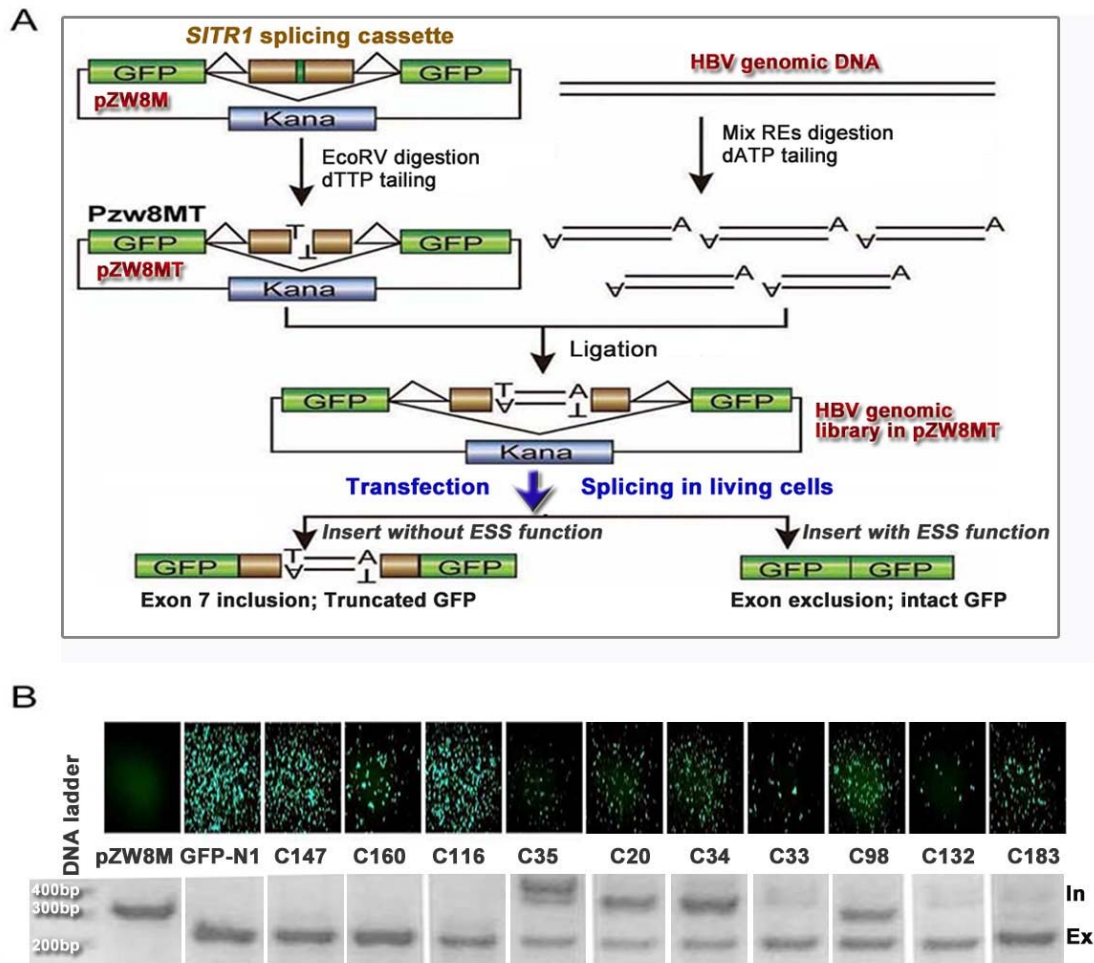 A
SITR1 splicing cassette
GFP
GFP
pZW8M
Kana
HBV genomic DNA
EcoRV digestion
dTTP tailing
Mix REs digestion
dATP tailing
Pzw8MT
T
GFP
GFP
T
pZW8MT
Kana
A
A
A
A
A
A
A
A
A
A
Ligation
T
A
GFP
GFP
A
T
HBV genomic
library in pZW8MT
Kana
Transfection
Splicing in living cells
Insert without ESS function
Insert with ESS function
T
A
GFP
GFP
A
T
GFP
GFP
Exon 7 inclusion; Truncated GFP
Exon exclusion; intact GFP
B
DNA ladder
pZW8M GFP-N1 C147 C160 C116 C35 C20 C34 C33 C98 C132 C183
400bp
In
300bp
200bp
Ex